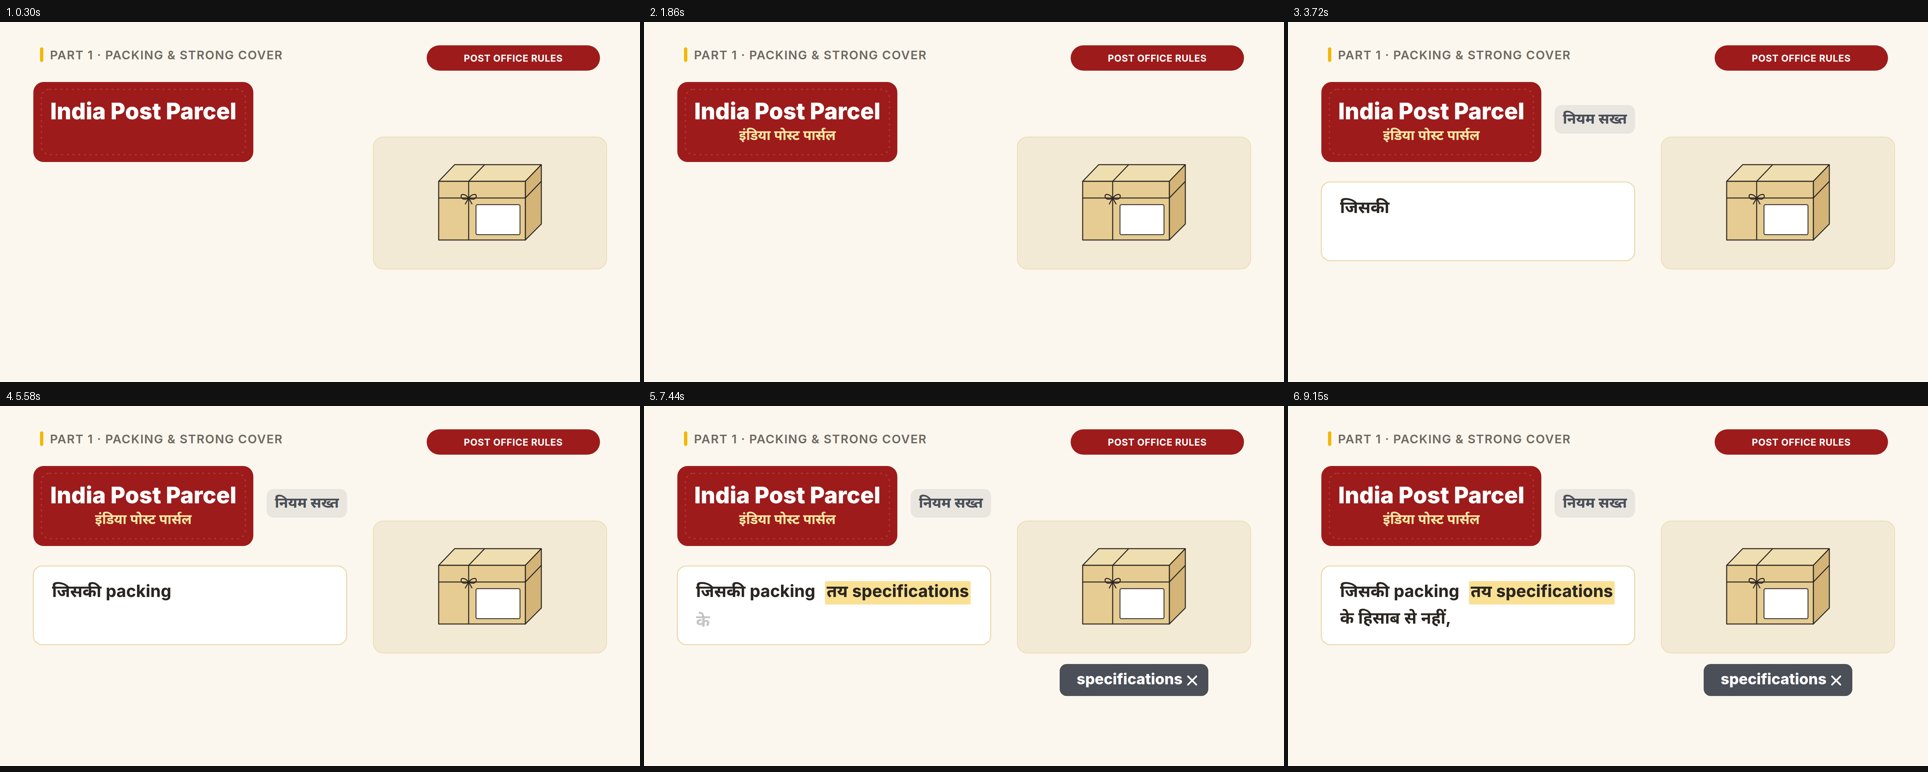 1. 0.30s
PART 1 · PACKING & STRONG COVER
POST OFFICE RULES
India Post Parcel
2. 1.86s
PART 1 · PACKING & STRONG COVER
POST OFFICE RULES
India Post Parcel
इंडिया पोस्ट पार्सल
3. 3.72s
PART 1 · PACKING & STRONG COVER
POST OFFICE RULES
India Post Parcel
इंडिया पोस्ट पार्सल
नियम सख्त
जिसकी
4. 5.58s
PART 1 · PACKING & STRONG COVER
POST OFFICE RULES
India Post Parcel
इंडिया पोस्ट पार्सल
नियम सख्त
जिसकी packing
5. 7.44s
PART 1 · PACKING & STRONG COVER
POST OFFICE RULES
India Post Parcel
इंडिया पोस्ट पार्सल
नियम सख्त
जिसकी packing तय specifications
के
specifications ×
6. 9.15s
PART 1 · PACKING & STRONG COVER
POST OFFICE RULES
India Post Parcel
इंडिया पोस्ट पार्सल
नियम सख्त
जिसकी packing तय specifications
के हिसाब से नहीं,
specifications ×